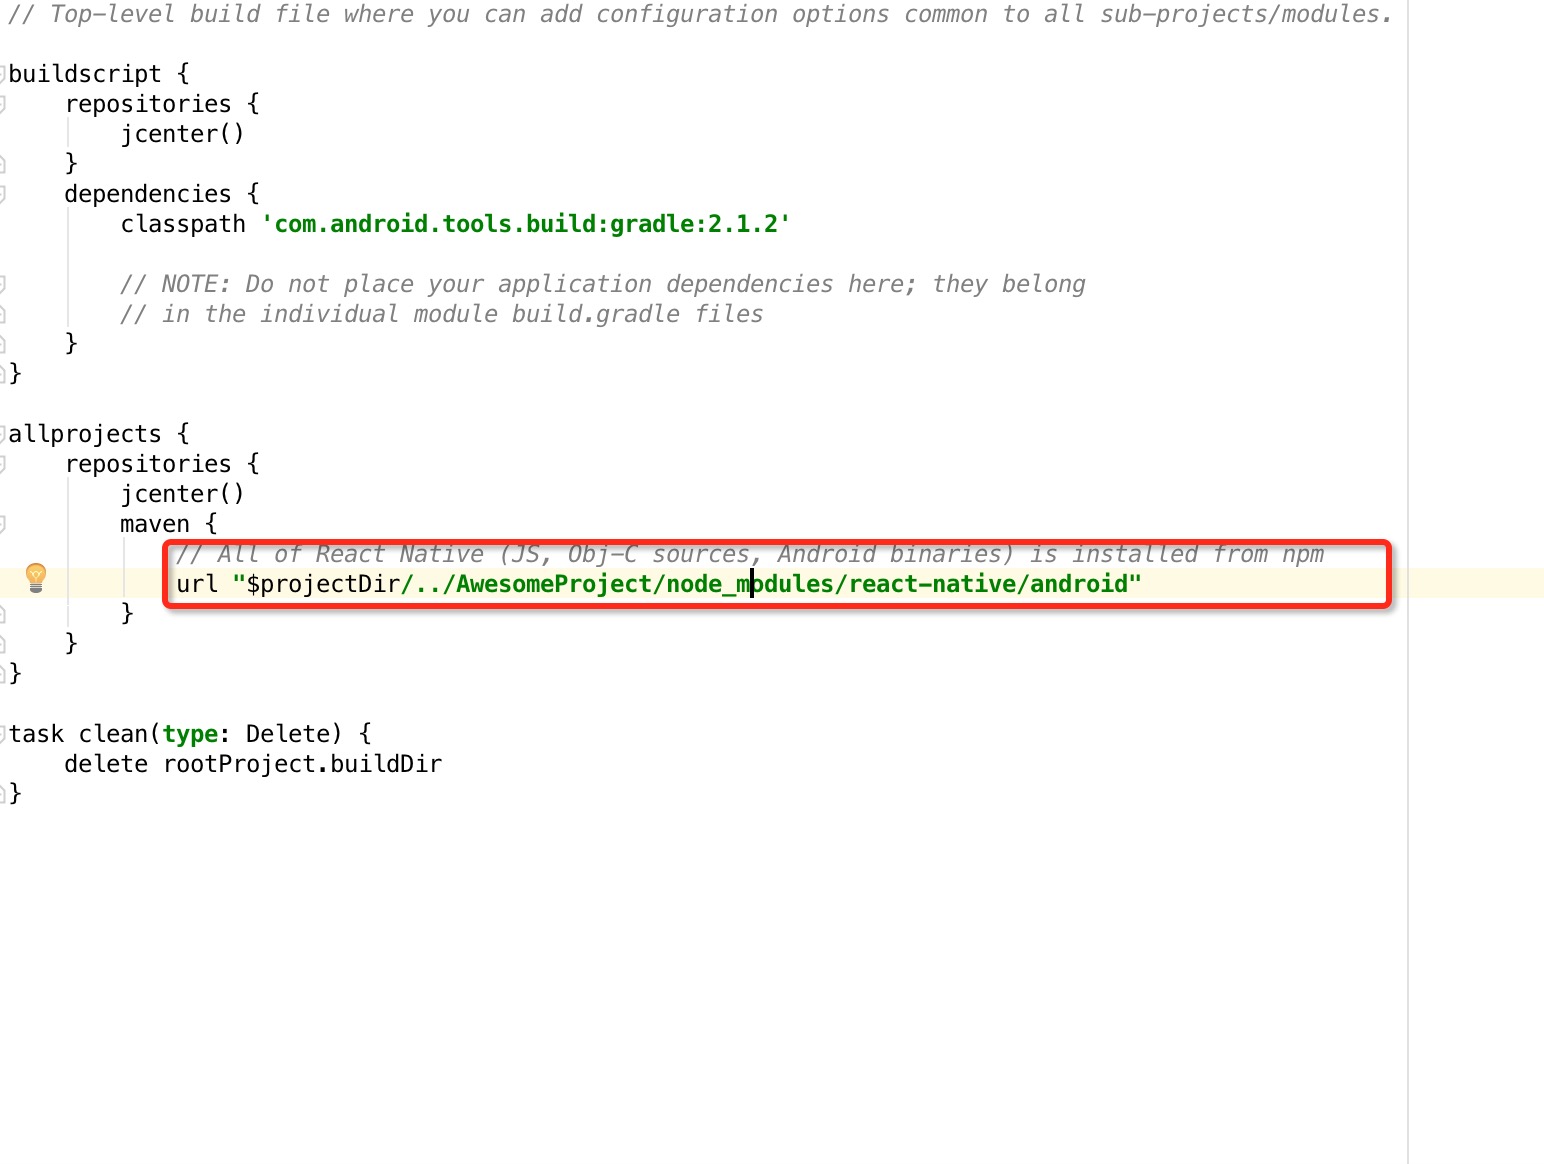 // Top-level build file where you can add configuration options common to all sub-projects/modules.
buildscript {
repositories {
jcenter()
}
dependencies {
classpath 'com.android.tools.build:gradle:2.1.2'
// NOTE: Do not place your application dependencies here; they belong
// in the individual module build.gradle files
}
}
allprojects {
repositories {
jcenter()
maven {
// All of React Native (JS, Obj-C sources, Android binaries) is installed from npm
url "$projectDir/../AwesomeProject/node_modules/react-native/android"
}
}
}
task clean(type: Delete) {
delete rootProject.buildDir
}